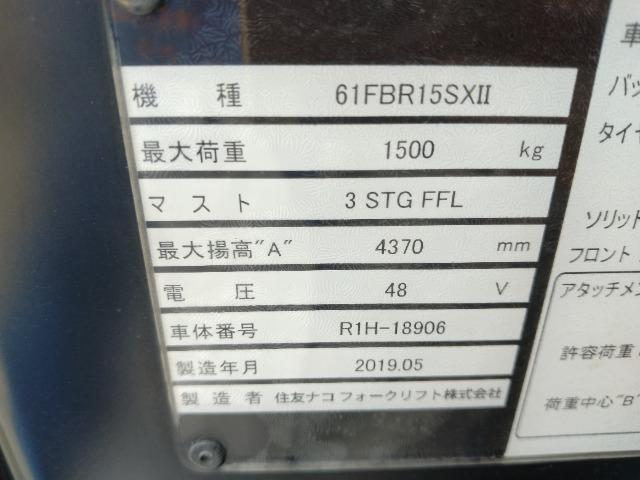 機 種 61FBR15SXII
最大荷重 1500 kg
マスト 3 STG FFL
最大揚高"A" 4370 mm
電 圧 48 V
車体番号 R1H-18906
製造年月 2019.05
製 造 者 住友ナコ フォークリフト株式会社
車
バッ
タイヤ
ソリッド
フロント
アタッチメン
許容荷重
荷重中心"B"